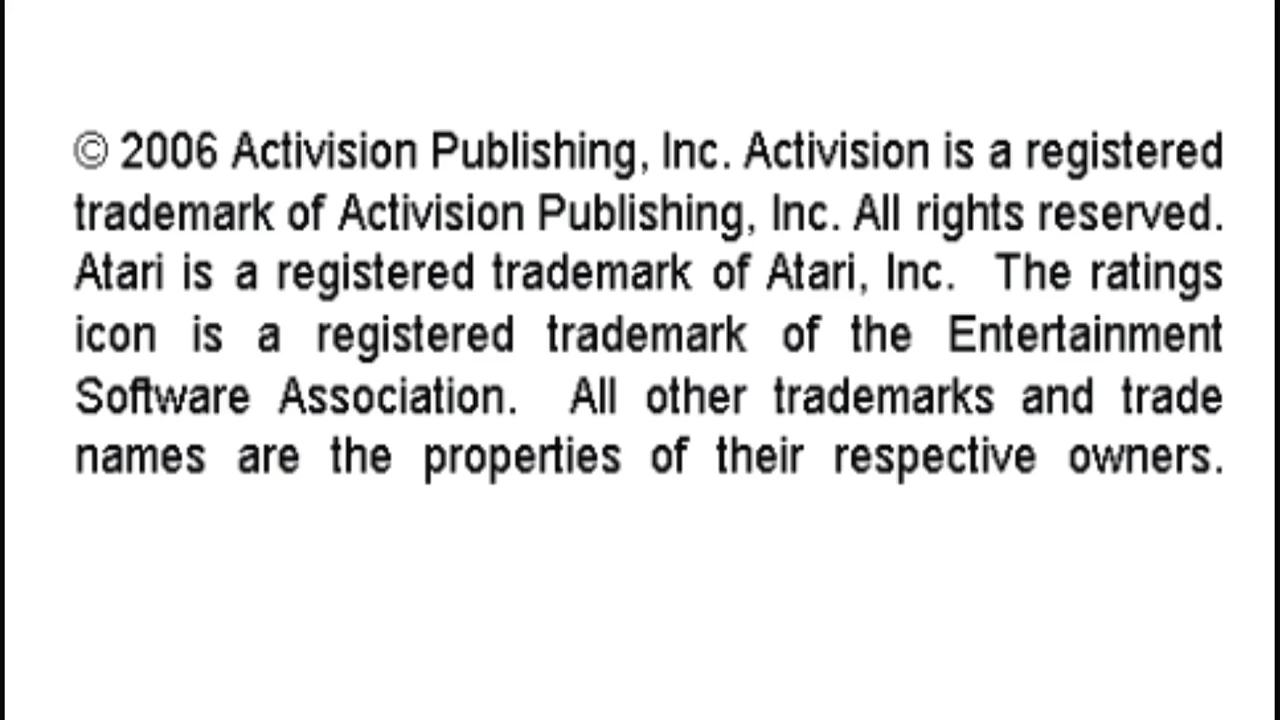 © 2006 Activision Publishing, Inc. Activision is a registered
trademark of Activision Publishing, Inc. All rights reserved.
Atari is a registered trademark of Atari, Inc. The ratings
icon is a registered trademark of the Entertainment
Software Association. All other trademarks and trade
names are the properties of their respective owners.